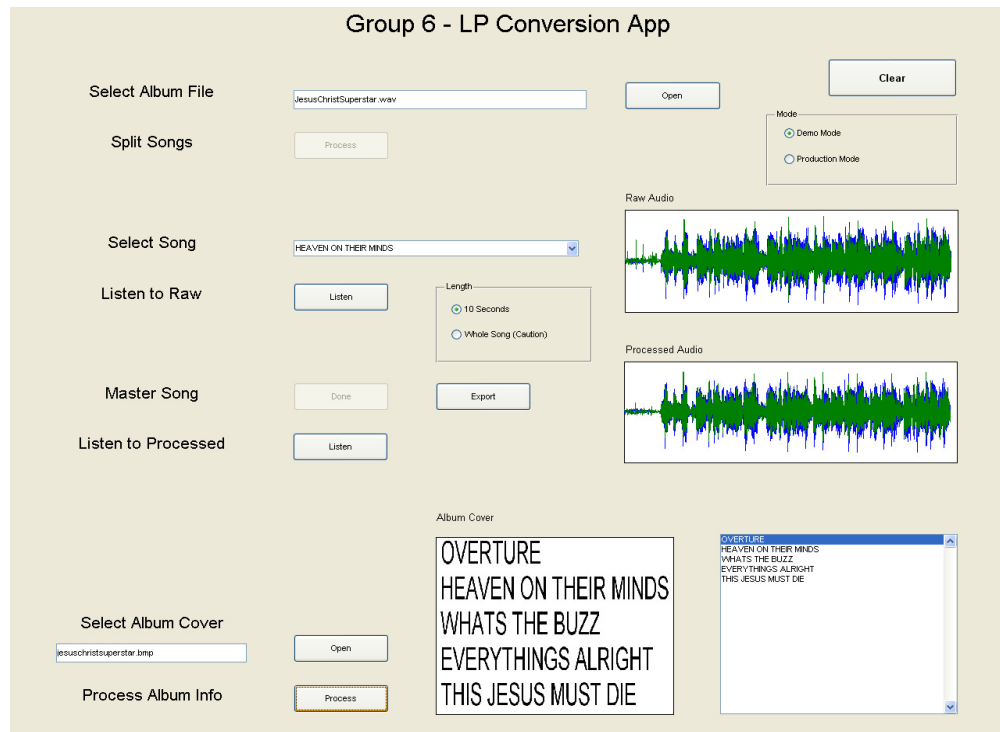 Group 6 - LP Conversion App
Clear
Select Album File
JesusChristSuperstar.wav
Open
Mode
Demo Mode
Production Mode
Split Songs
Process
Raw Audio
Select Song
HEAVEN ON THEIR MINDS
Listen to Raw
Listen
Length
10 Seconds
Whole Song (Caution)
Processed Audio
Master Song
Done
Export
Listen to Processed
Listen
Album Cover
OVERTURE
HEAVEN ON THEIR MINDS
WHATS THE BUZZ
EVERYTHINGS ALRIGHT
THIS JESUS MUST DIE
OVERTURE
HEAVEN ON THEIR MINDS
WHATS THE BUZZ
EVERYTHINGS ALRIGHT
THIS JESUS MUST DIE
Select Album Cover
jesuschristsuperstar.bmp
Open
Process Album Info
Process